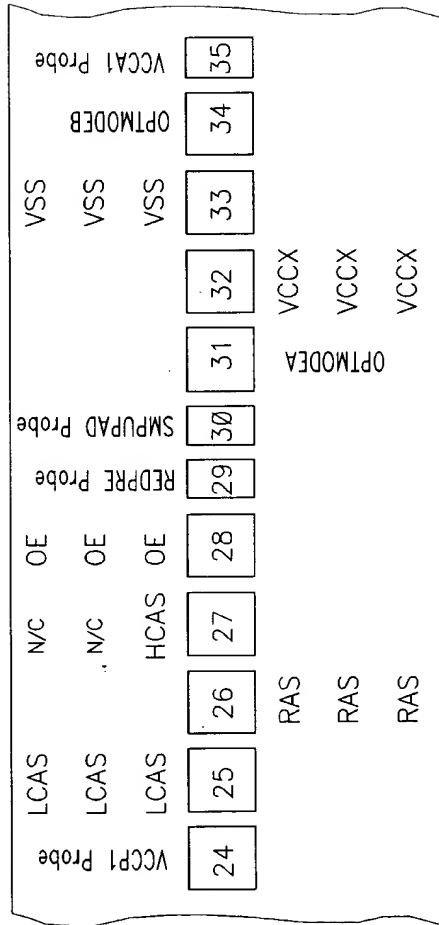 VCCA1 Probe
35
OPTMODEB
34
VSS VSS VSS
33
32
VCCX VCCX VCCX
31
OPTMODEA
SMPUPAD Probe
30
REDPRE Probe
29
OE OE OE
28
N/C N/C HCAS
27
26
RAS RAS RAS
LCAS LCAS LCAS
25
VCCP1 Probe
24